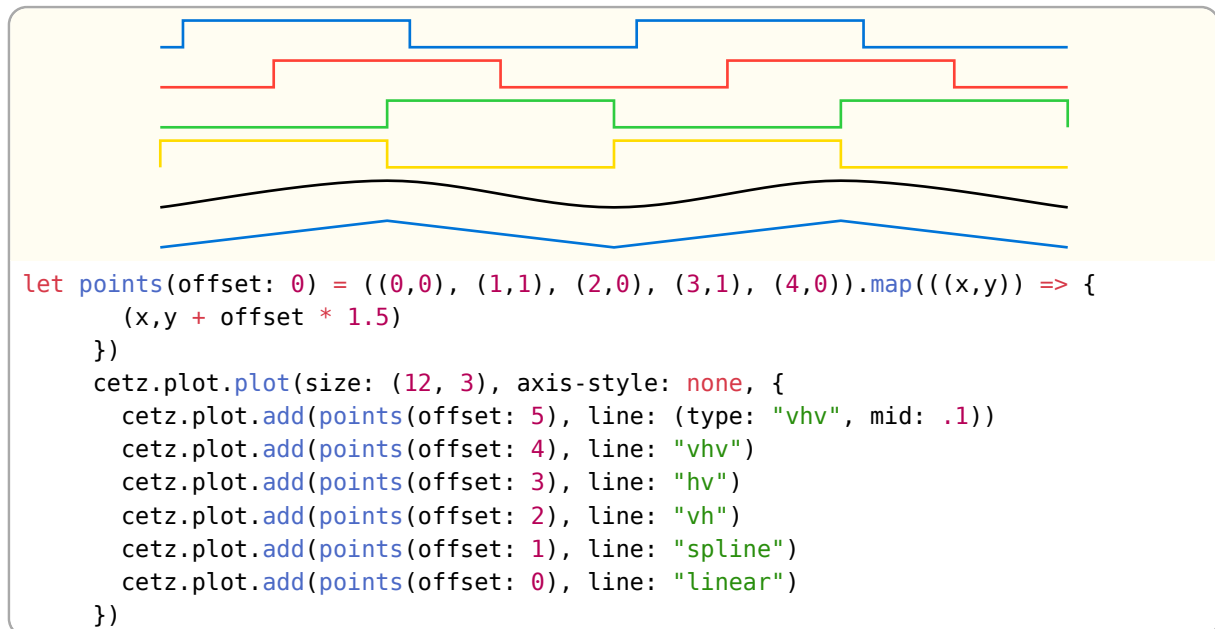 let points(offset: 0) = ((0,0), (1,1), (2,0), (3,1), (4,0)).map(((x,y)) => {
(x,y + offset * 1.5)
})
cetz.plot.plot(size: (12, 3), axis-style: none, {
cetz.plot.add(points(offset: 5), line: (type: "vhv", mid: .1))
cetz.plot.add(points(offset: 4), line: "vhv")
cetz.plot.add(points(offset: 3), line: "hv")
cetz.plot.add(points(offset: 2), line: "vh")
cetz.plot.add(points(offset: 1), line: "spline")
cetz.plot.add(points(offset: 0), line: "linear")
})